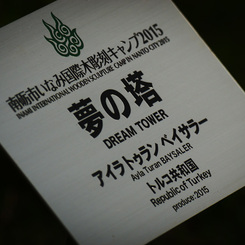 南砺市いなみ国際木彫刻キャンプ2015
INAMI INTERNATIONAL WOODEN SCULPTURE CAMP IN NANTO CITY 2015
夢の塔
DREAM TOWER
アイラトゥランベイサラー
Ayla Turan BAYSALER
トルコ共和国
Republic of Turkey
produce:2015